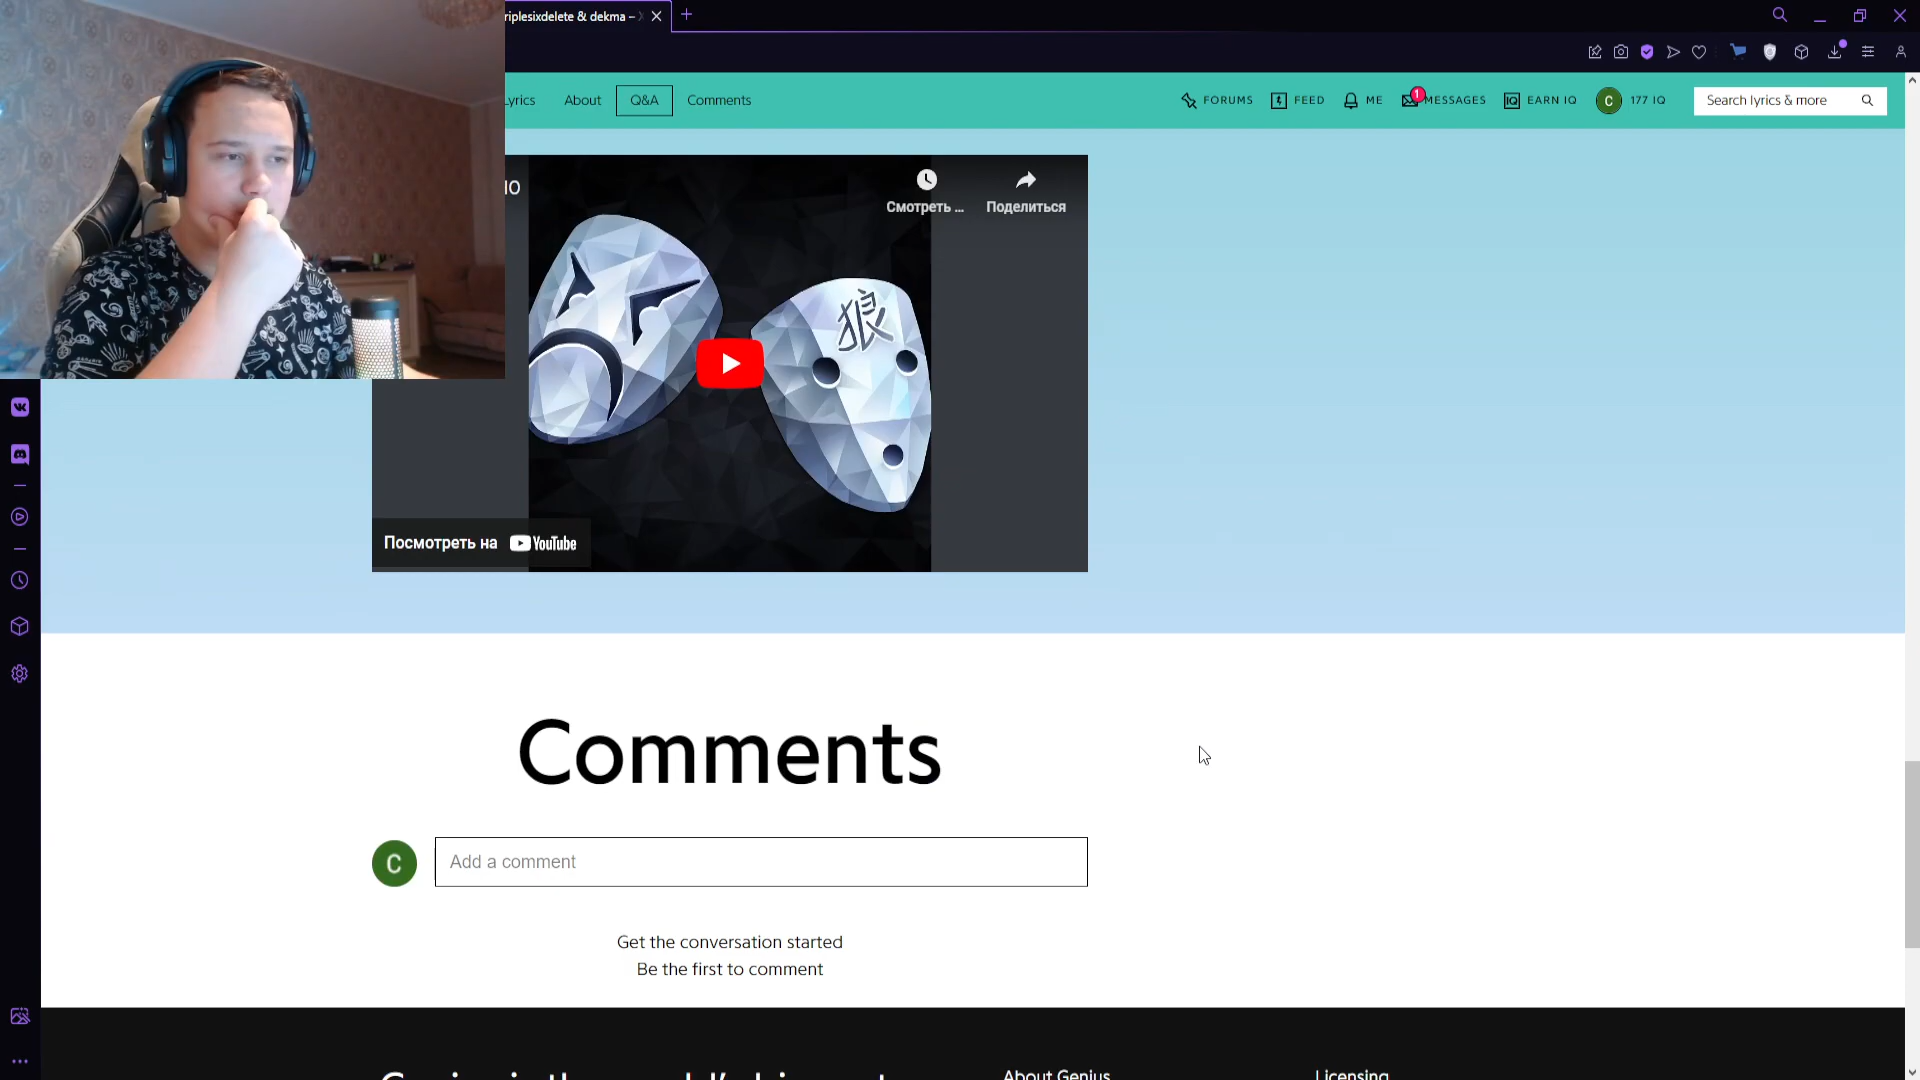 riplesixdelete & dekma –
Lyrics About Q&A Comments
FORUMS FEED ME 1 MESSAGES IQ EARN IQ C 177 IQ Search lyrics & more
Ю
Смотреть ... Поделиться
狼
Посмотреть на YouTube
Comments
C Add a comment
Get the conversation started
Be the first to comment
About Genius Licensing